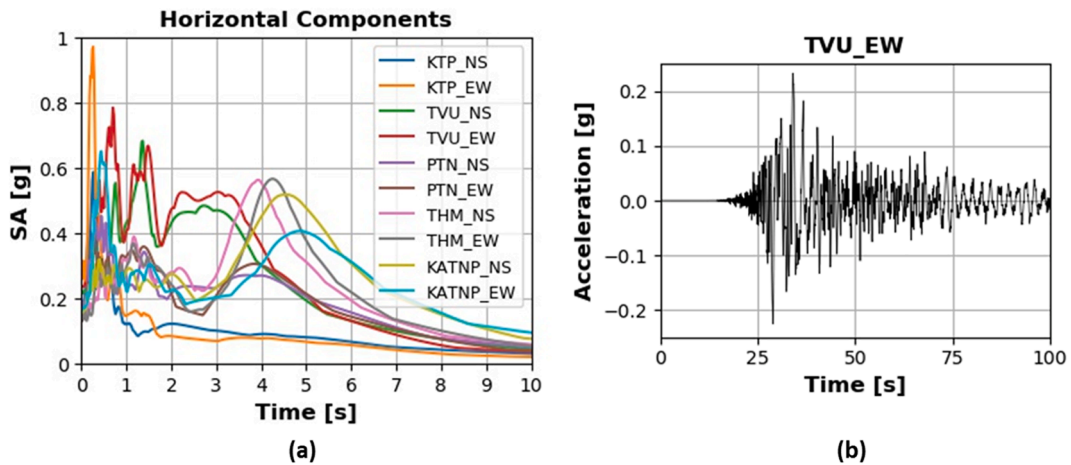 Horizontal Components
SA [g]
1
0.8
0.6
0.4
0.2
0
KTP_NS
KTP_EW
TVU_NS
TVU_EW
PTN_NS
PTN_EW
THM_NS
THM_EW
KATNP_NS
KATNP_EW
0 1 2 3 4 5 6 7 8 9 10
Time [s]
(a)
TVU_EW
Acceleration [g]
0.2
0.1
0.0
−0.1
−0.2
0 25 50 75 100
Time [s]
(b)